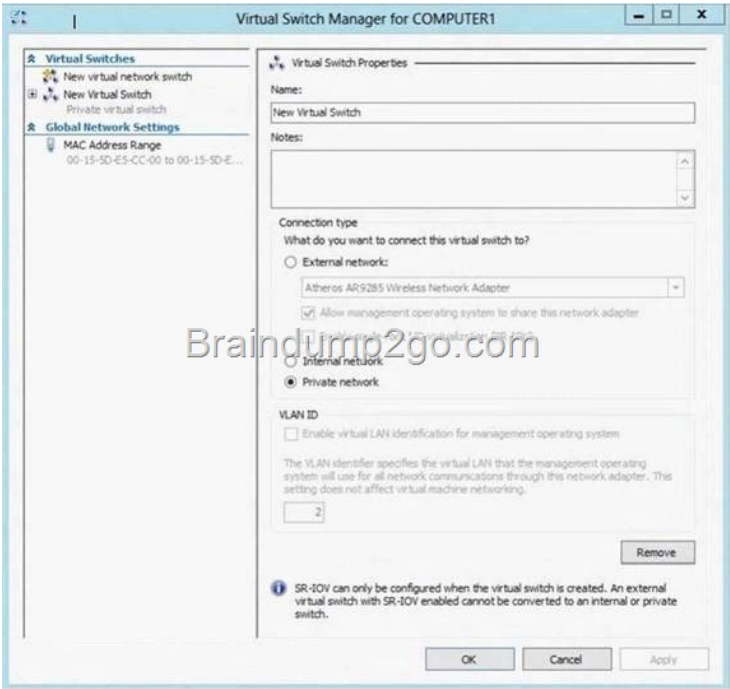 Virtual Switch Manager for COMPUTER1
Virtual Switches
New virtual network switch
New Virtual Switch
Private virtual switch
Global Network Settings
MAC Address Range
00-15-5D-E5-CC-00 to 00-15-5D-E...
Virtual Switch Properties
Name:
New Virtual Switch
Notes:
Connection type
What do you want to connect this virtual switch to?
External network:
Atheros AR9285 Wireless Network Adapter
Allow management operating system to share this network adapter
Braindump2go.com
Internal network
Private network
VLAN ID
Enable virtual LAN identification for management operating system
The VLAN identifier specifies the virtual LAN that the management operating
system will use for all network communications through this network adapter. This
setting does not affect virtual machine networking.
2
Remove
SR-IOV can only be configured when the virtual switch is created. An external
virtual switch with SR-IOV enabled cannot be converted to an internal or private
switch.
OK
Cancel
Apply